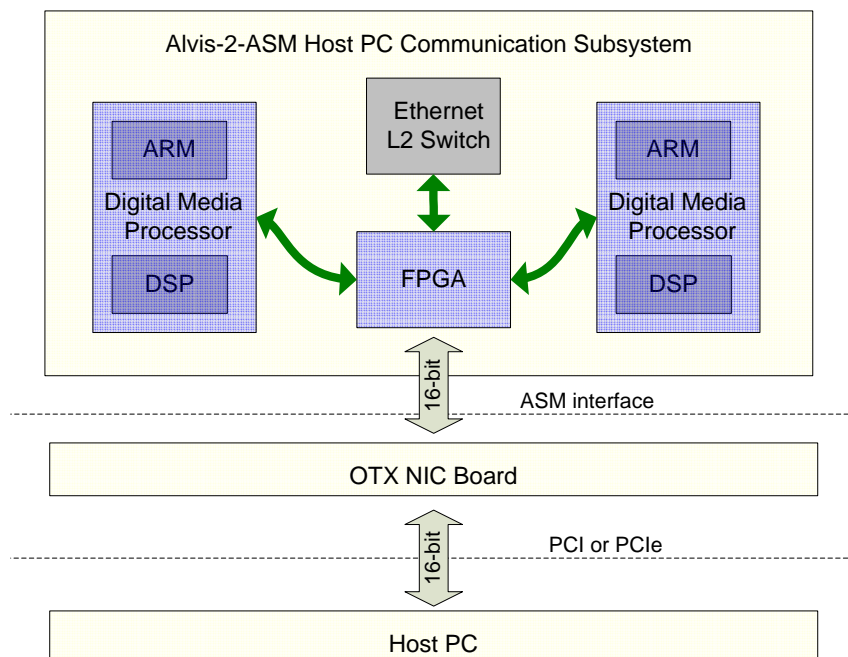 Alvis-2-ASM Host PC Communication Subsystem
Ethernet
L2 Switch
ARM
Digital Media
Processor
DSP
FPGA
ARM
Digital Media
Processor
DSP
16-bit
ASM interface
OTX NIC Board
16-bit
PCI or PCIe
Host PC